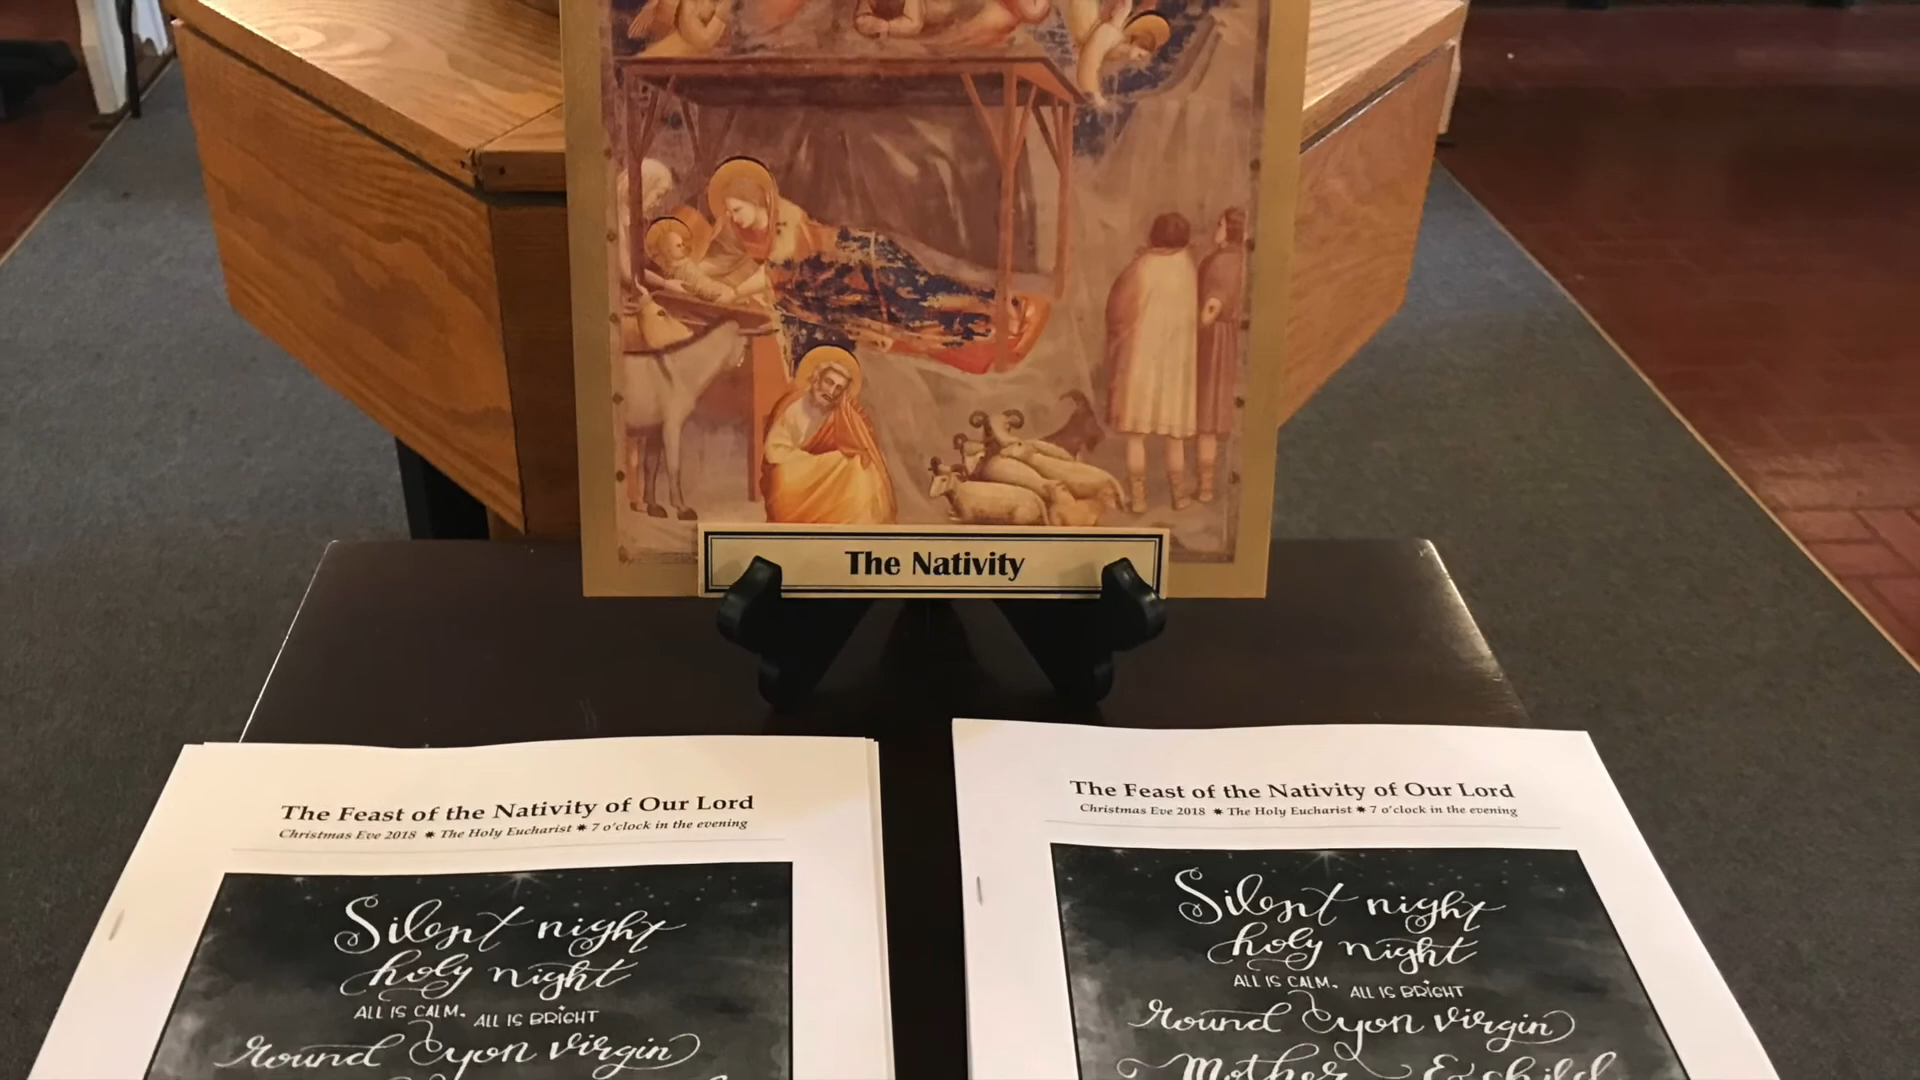 The Nativity
The Feast of the Nativity of Our Lord
Christmas Eve 2018 ✷ The Holy Eucharist ✷ 7 o'clock in the evening
Silent night
holy night
ALL IS CALM, ALL IS BRIGHT
round yon virgin
The Feast of the Nativity of Our Lord
Christmas Eve 2018 ✷ The Holy Eucharist ✷ 7 o'clock in the evening
Silent night
holy night
ALL IS CALM, ALL IS BRIGHT
round yon virgin
Mother & child